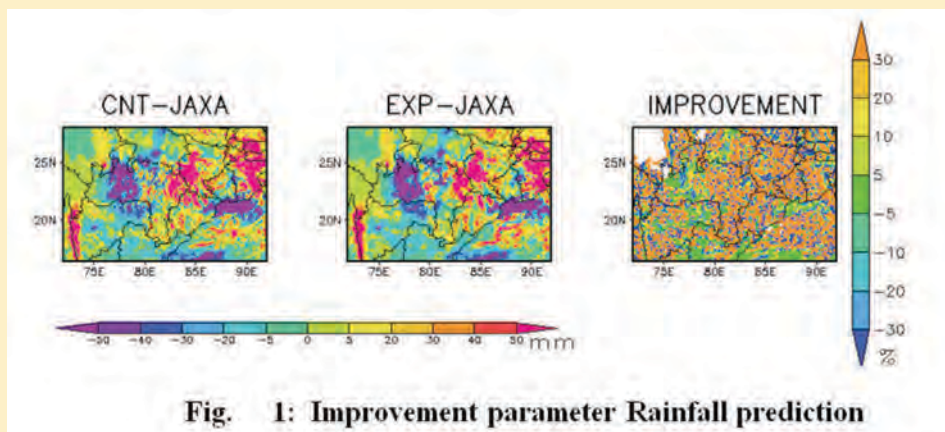 CNT-JAXA
EXP-JAXA
IMPROVEMENT
25N
20N
75E 80E 85E 90E
25N
20N
75E 80E 85E 90E
25N
20N
75E 80E 85E 90E
-50 -40 -30 -20 -5 0 5 20 30 40 50 mm
30
20
10
5
-5
-10
-20
-30
%
Fig. 1: Improvement parameter Rainfall prediction